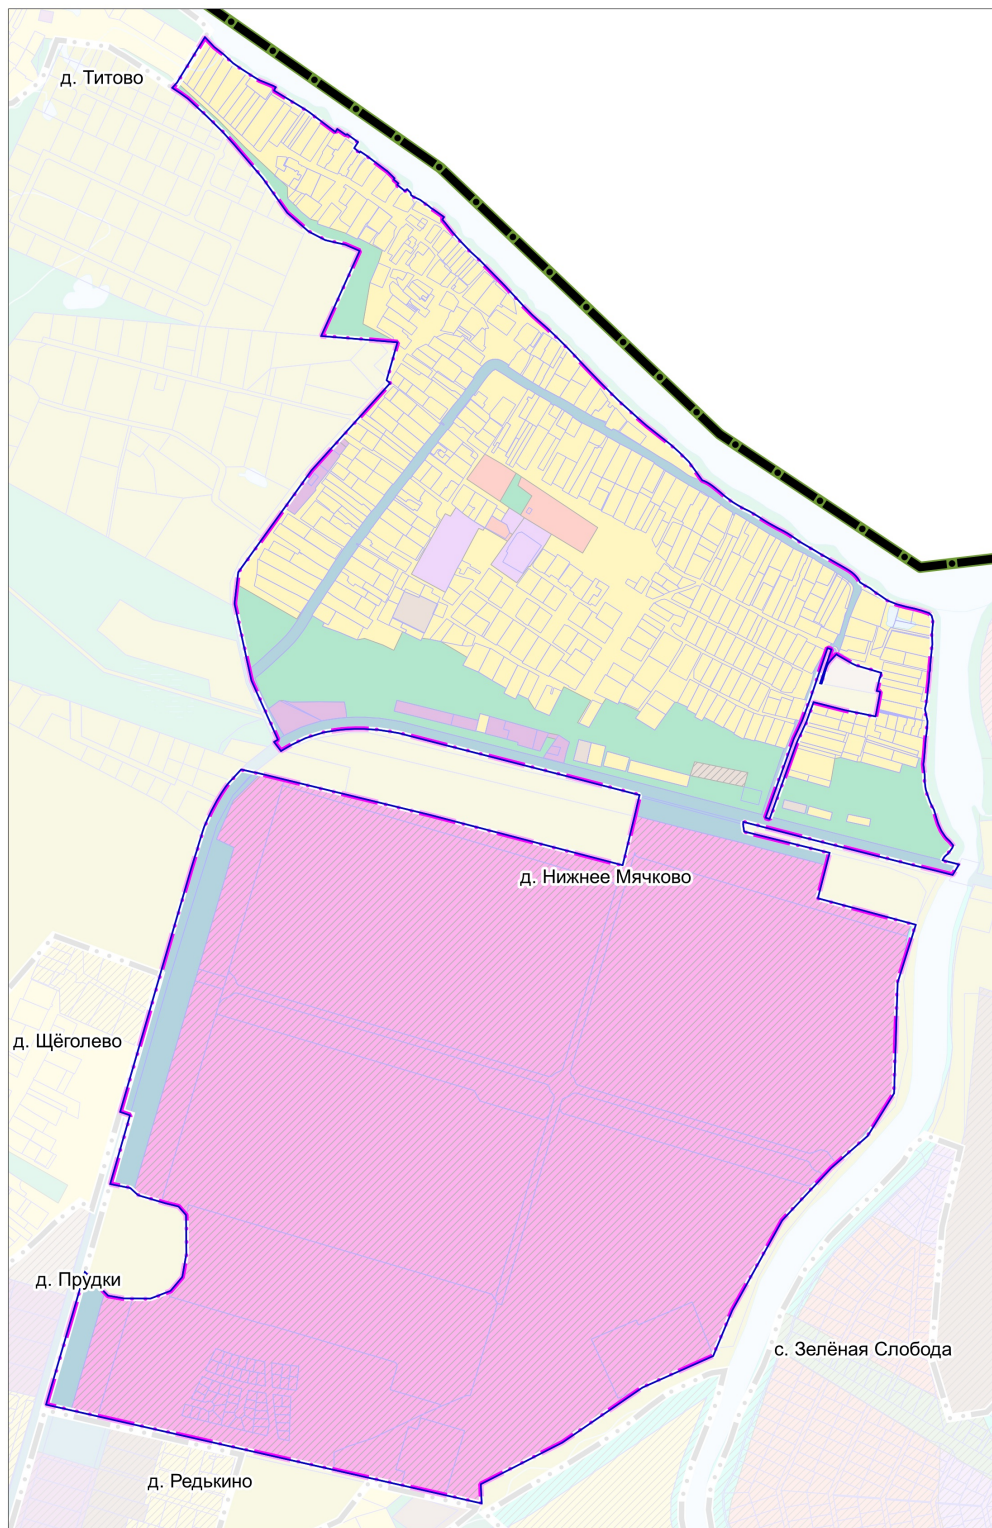 д. Титово
д. Нижнее Мячково
д. Щёголево
д. Прудки
с. Зелёная Слобода
д. Редькино